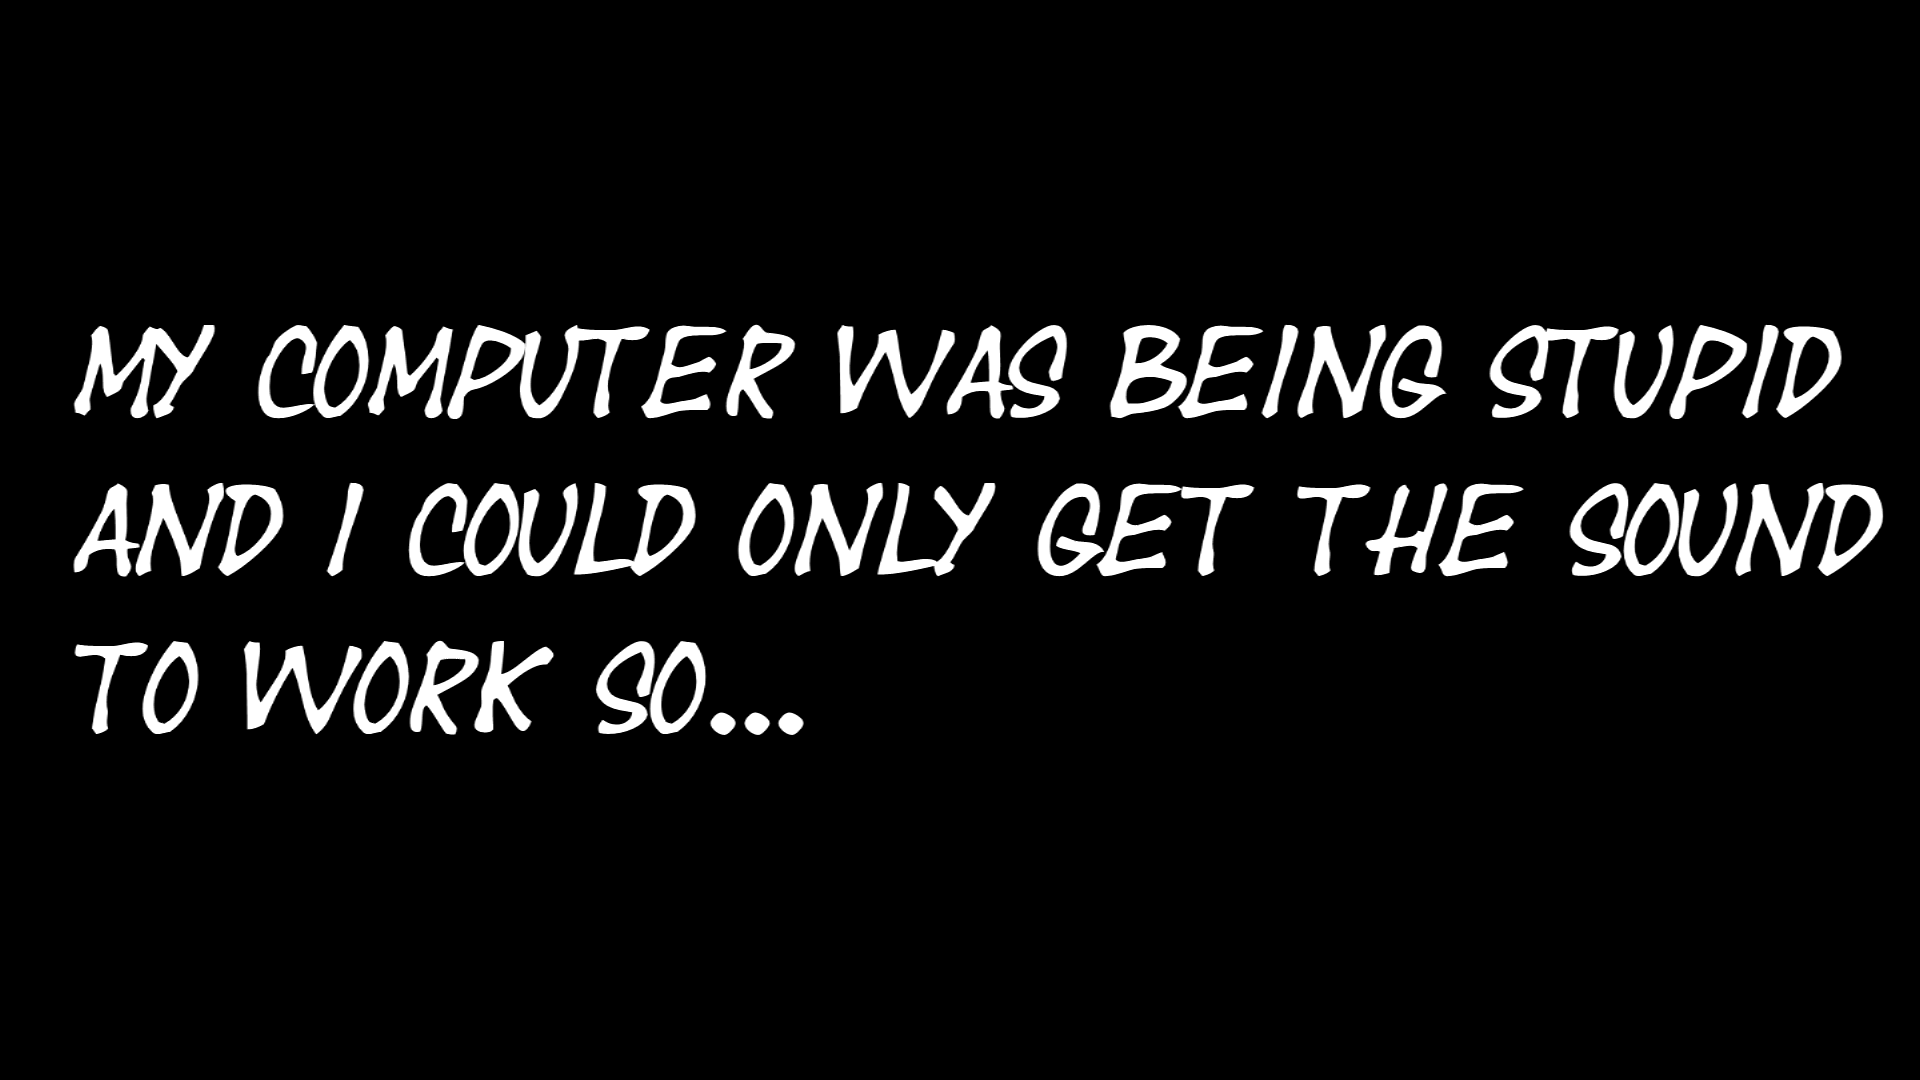 MY COMPUTER WAS BEING STUPID
AND I COULD ONLY GET THE SOUND
TO WORK SO...